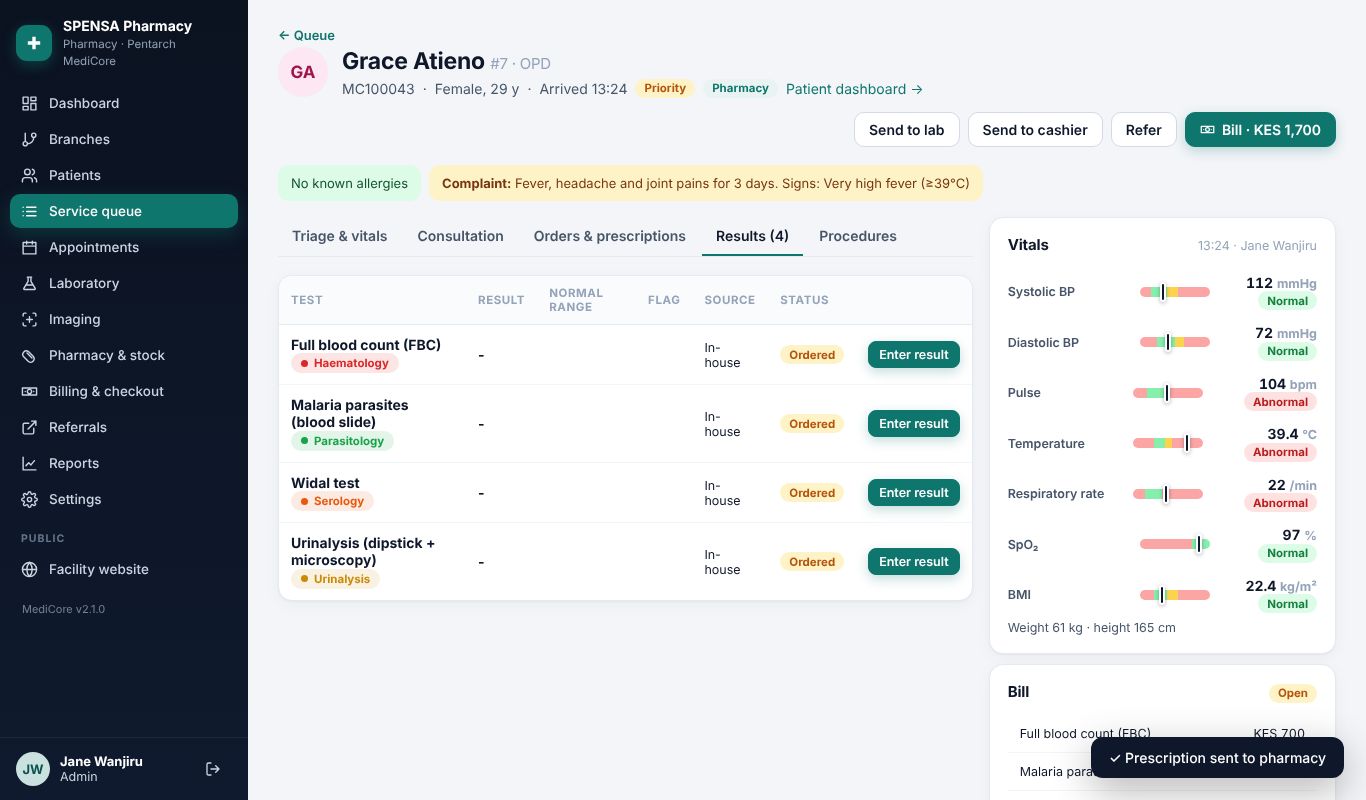 SPENSA Pharmacy
Pharmacy · Pentarch
MediCore
Dashboard
Branches
Patients
Service queue
Appointments
Laboratory
Imaging
Pharmacy & stock
Billing & checkout
Referrals
Reports
Settings
PUBLIC
Facility website
MediCore v2.1.0
JW
Jane Wanjiru
Admin
← Queue
GA
Grace Atieno #7 · OPD
MC100043 · Female, 29 y · Arrived 13:24 Priority Pharmacy Patient dashboard →
Send to lab Send to cashier Refer Bill · KES 1,700
No known allergies
Complaint: Fever, headache and joint pains for 3 days. Signs: Very high fever (≥39°C)
Triage & vitals Consultation Orders & prescriptions Results (4) Procedures
TEST RESULT NORMAL RANGE FLAG SOURCE STATUS
Full blood count (FBC)
Haematology
-
In-house
Ordered
Enter result
Malaria parasites
(blood slide)
Parasitology
-
In-house
Ordered
Enter result
Widal test
Serology
-
In-house
Ordered
Enter result
Urinalysis (dipstick +
microscopy)
Urinalysis
-
In-house
Ordered
Enter result
Vitals 13:24 · Jane Wanjiru
Systolic BP 112 mmHg
Normal
Diastolic BP 72 mmHg
Normal
Pulse 104 bpm
Abnormal
Temperature 39.4 °C
Abnormal
Respiratory rate 22 /min
Abnormal
SpO₂ 97 %
Normal
BMI 22.4 kg/m²
Normal
Weight 61 kg · height 165 cm
Bill Open
Full blood count (FBC) KES 700
Malaria
✓ Prescription sent to pharmacy